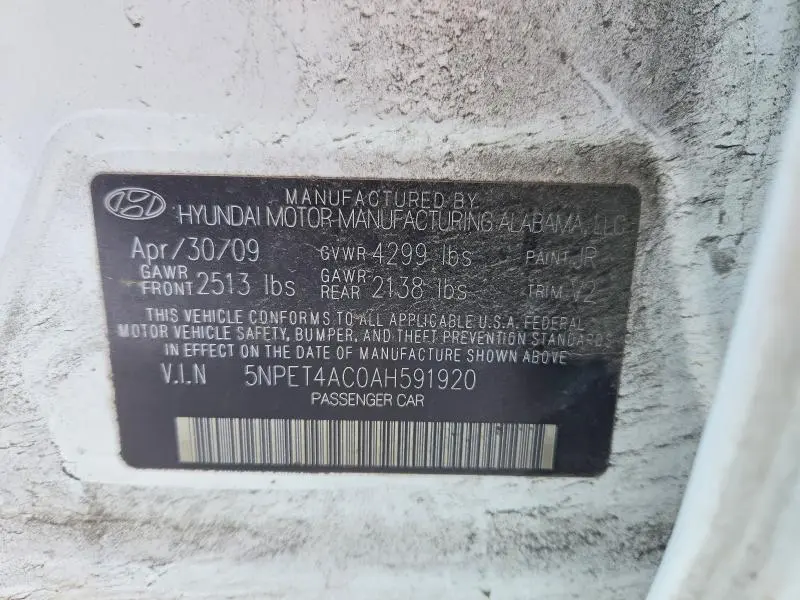 MANUFACTURED BY
HYUNDAI MOTOR MANUFACTURING ALABAMA, LLC
Apr/30/09 GVWR 4299 lbs PAINT JR
GAWR FRONT 2513 lbs GAWR REAR 2138 lbs TRIM V2
THIS VEHICLE CONFORMS TO ALL APPLICABLE U.S.A. FEDERAL
MOTOR VEHICLE SAFETY, BUMPER, AND THEFT PREVENTION STANDARDS
IN EFFECT ON THE DATE OF MANUFACTURE SHOWN ABOVE
V.I.N 5NPET4AC0AH591920
PASSENGER CAR